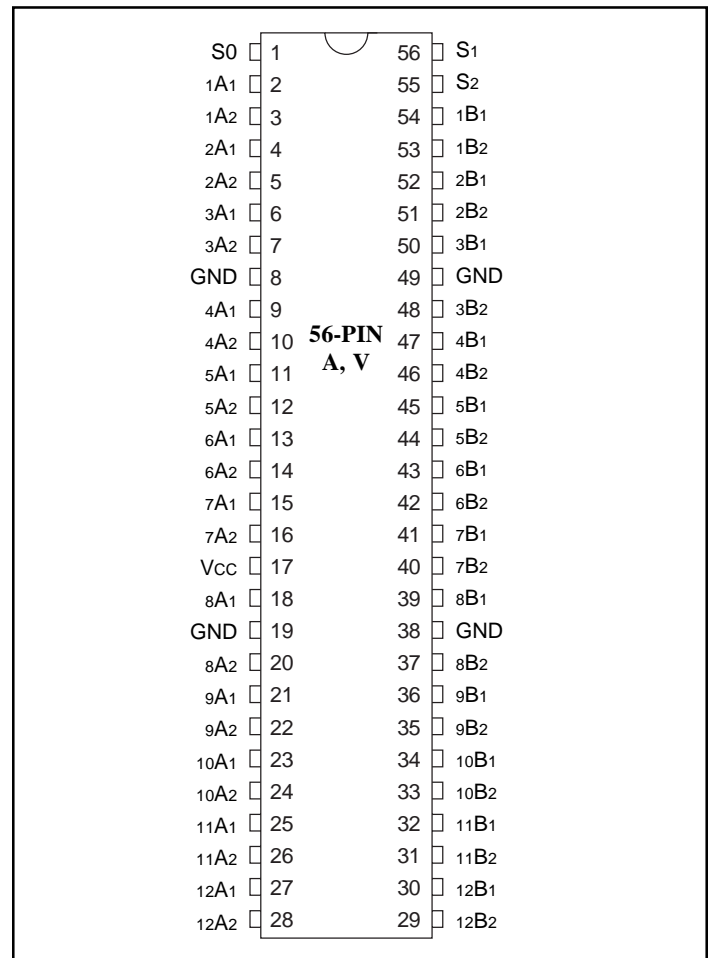 S0 1 56 S1
1A1 2 55 S2
1A2 3 54 1B1
2A1 4 53 1B2
2A2 5 52 2B1
3A1 6 51 2B2
3A2 7 50 3B1
GND 8 49 GND
4A1 9 48 3B2
4A2 10 56-PIN 47 4B1
5A1 11 A, V 46 4B2
5A2 12 45 5B1
6A1 13 44 5B2
6A2 14 43 6B1
7A1 15 42 6B2
7A2 16 41 7B1
VCC 17 40 7B2
8A1 18 39 8B1
GND 19 38 GND
8A2 20 37 8B2
9A1 21 36 9B1
9A2 22 35 9B2
10A1 23 34 10B1
10A2 24 33 10B2
11A1 25 32 11B1
11A2 26 31 11B2
12A1 27 30 12B1
12A2 28 29 12B2